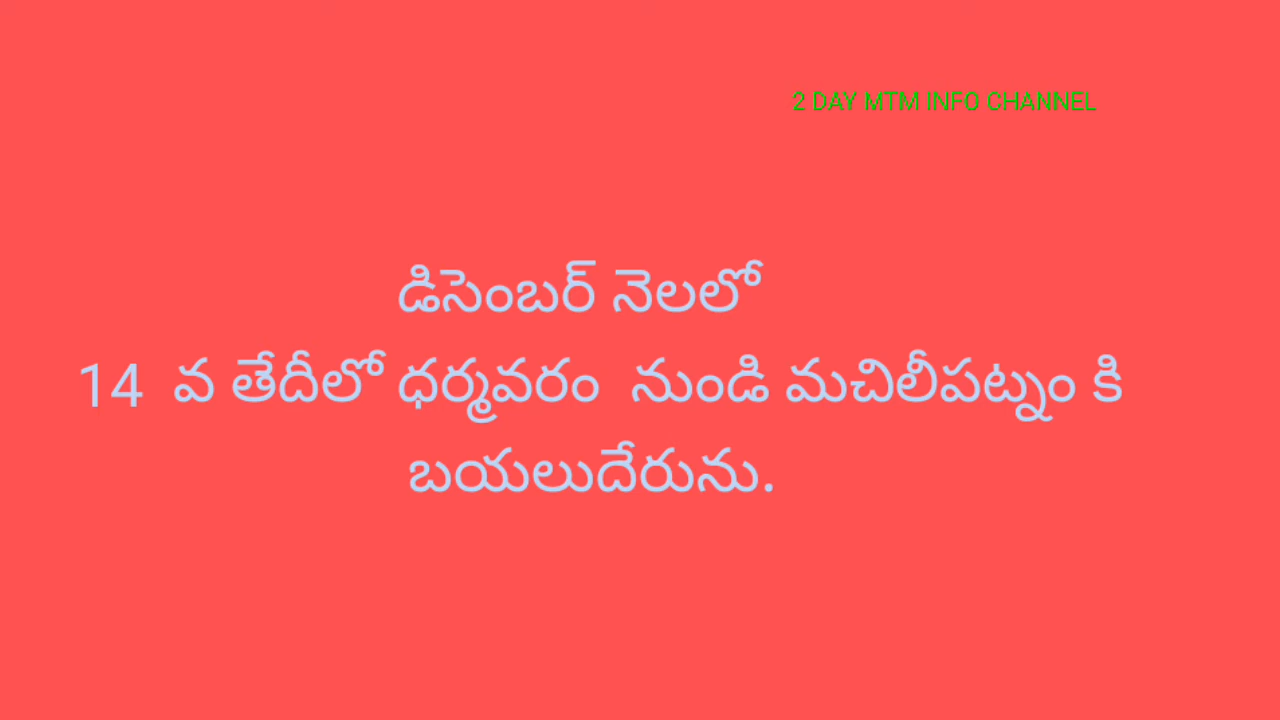 2 DAY MTM INFO CHANNEL
డిసెంబర్ నెలలో
14 వ తేదీలో ధర్మవరం నుండి మచిలీపట్నం కి
బయలుదేరును.